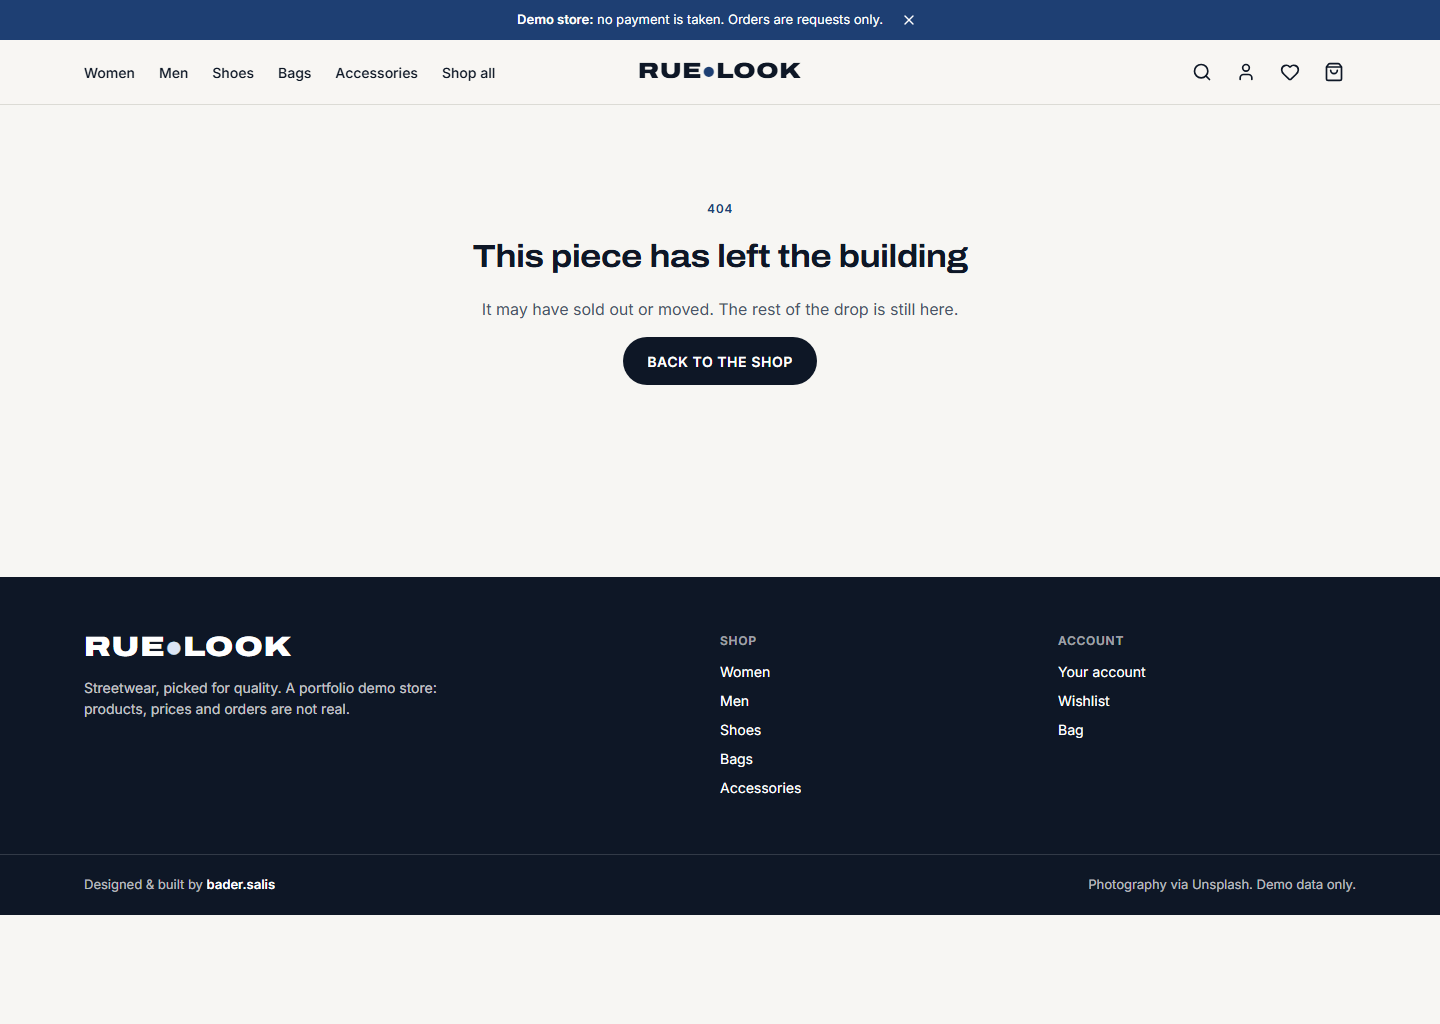 Demo store: no payment is taken. Orders are requests only.
Women Men Shoes Bags Accessories Shop all
RUE●LOOK
404
This piece has left the building
It may have sold out or moved. The rest of the drop is still here.
BACK TO THE SHOP
RUE●LOOK
Streetwear, picked for quality. A portfolio demo store:
products, prices and orders are not real.
SHOP
Women
Men
Shoes
Bags
Accessories
ACCOUNT
Your account
Wishlist
Bag
Designed & built by bader.salis
Photography via Unsplash. Demo data only.